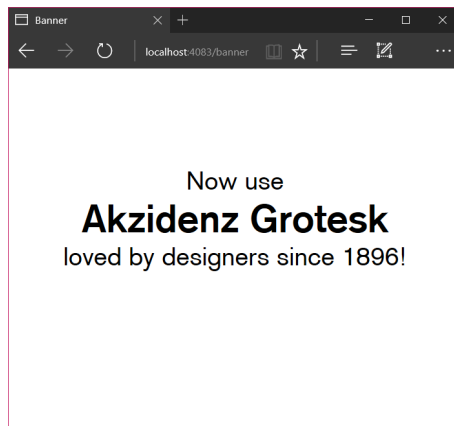 Banner
localhost:4083/banner
Now use
Akzidenz Grotesk
loved by designers since 1896!